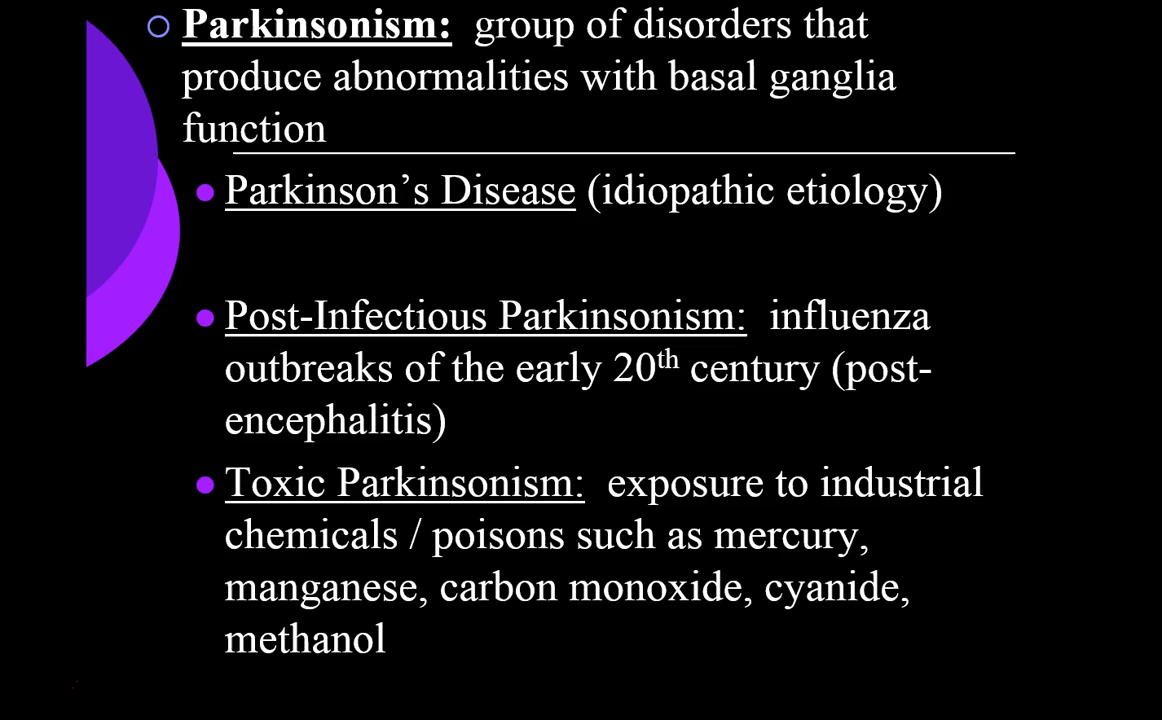 Parkinsonism: group of disorders that
produce abnormalities with basal ganglia
function
Parkinson’s Disease (idiopathic etiology)
Post-Infectious Parkinsonism: influenza
outbreaks of the early 20th century (post-
encephalitis)
Toxic Parkinsonism: exposure to industrial
chemicals / poisons such as mercury,
manganese, carbon monoxide, cyanide,
methanol